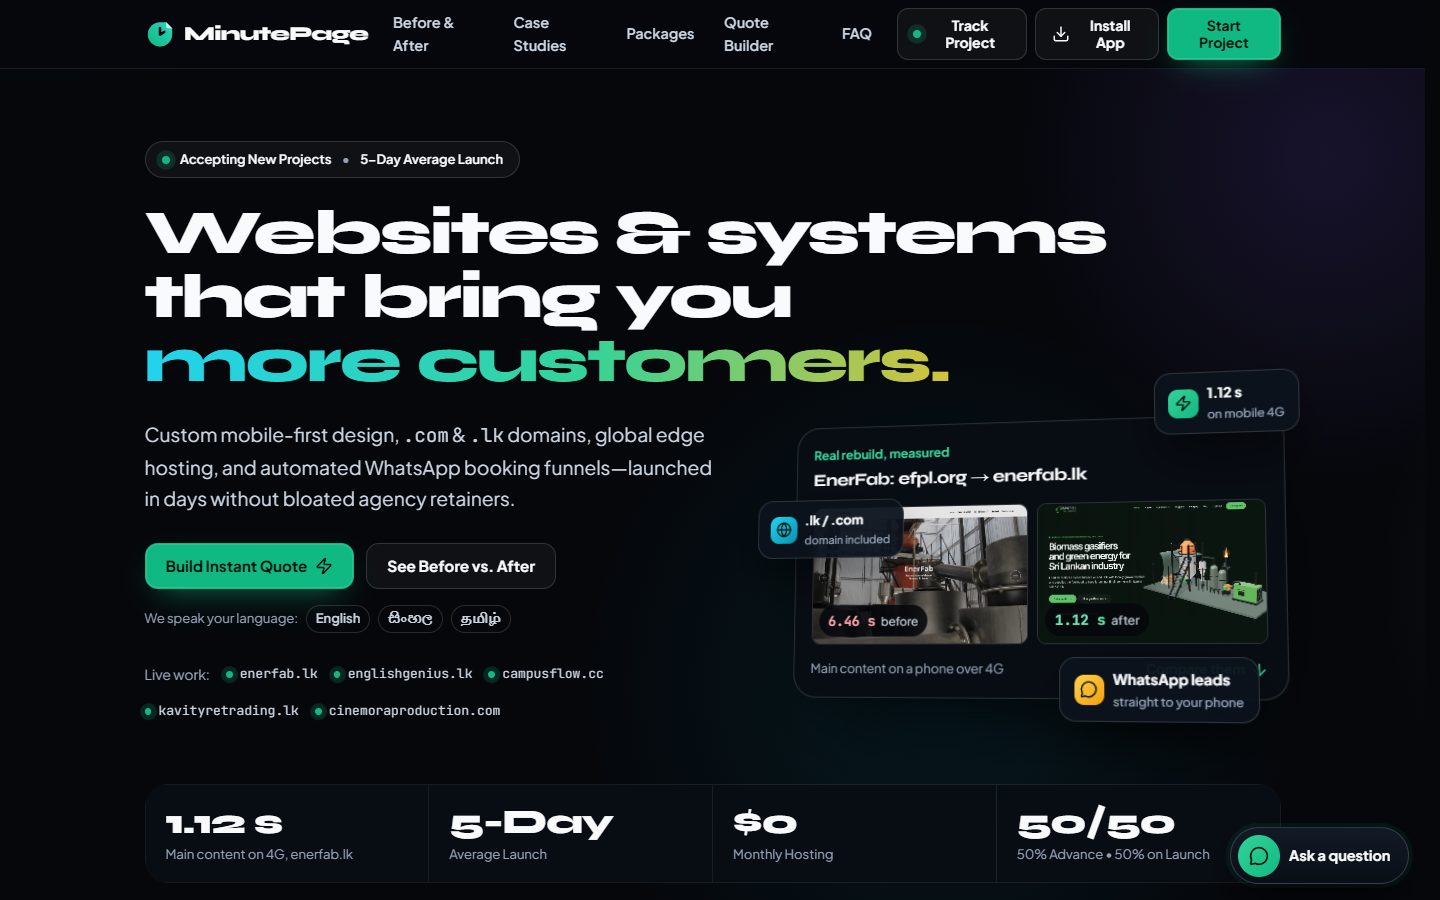 MinutePage
Before &
After
Case
Studies
Packages
Quote
Builder
FAQ
Track
Project
Install
App
Start
Project
Accepting New Projects • 5-Day Average Launch
Websites & systems
that bring you
more customers.
Custom mobile-first design, .com & .lk domains, global edge
hosting, and automated WhatsApp booking funnels—launched
in days without bloated agency retainers.
Build Instant Quote
See Before vs. After
We speak your language: English සිංහල தமிழ்
Live work: enerfab.lk englishgenius.lk campusflow.cc
kavityretrading.lk cinemoraproduction.com
1.12 s
on mobile 4G
Real rebuild, measured
EnerFab: efpl.org → enerfab.lk
.lk / .com
domain included
EnerFab
Biomass gasifiers
and green energy for
Sri Lankan industry
6.46 s before
1.12 s after
Main content on a phone over 4G
Compare them ↓
WhatsApp leads
straight to your phone
1.12 s
Main content on 4G, enerfab.lk
5-Day
Average Launch
$0
Monthly Hosting
50/50
50% Advance • 50% on Launch
Ask a question